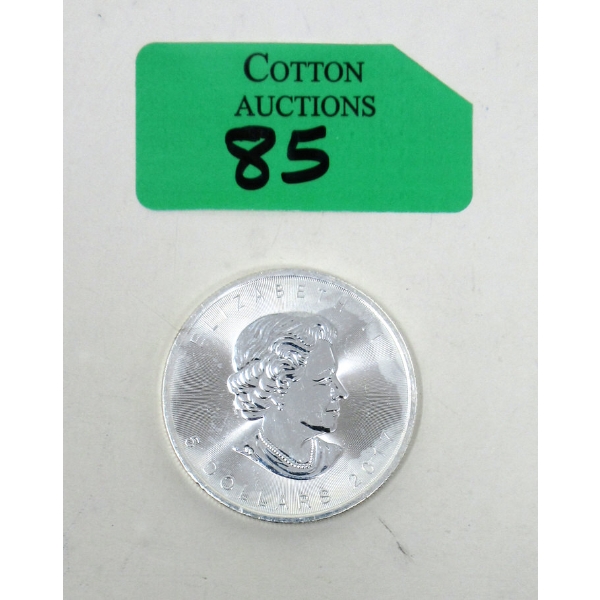 COTTON
AUCTIONS
85
ELIZABETH II
5 DOLLARS